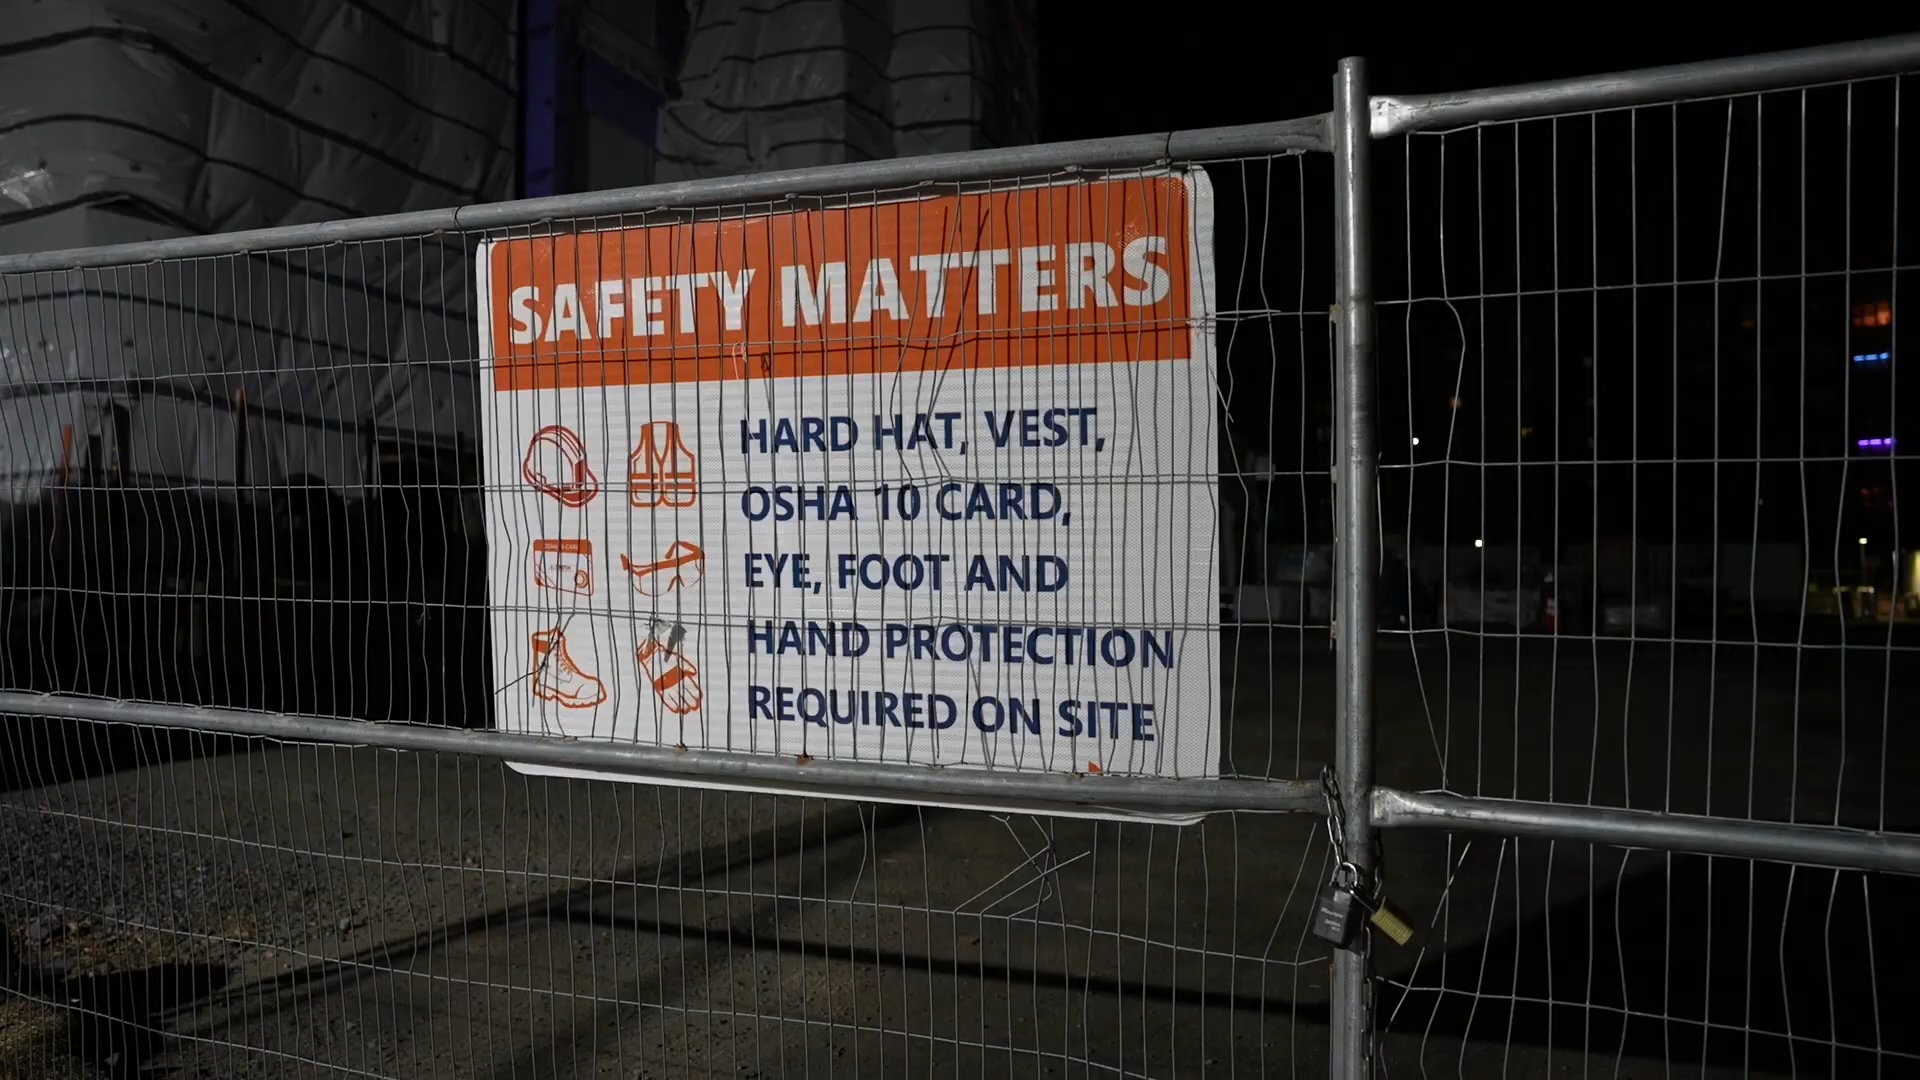 SAFETY MATTERS
HARD HAT, VEST,
OSHA 10 CARD,
EYE, FOOT AND
HAND PROTECTION
REQUIRED ON SITE